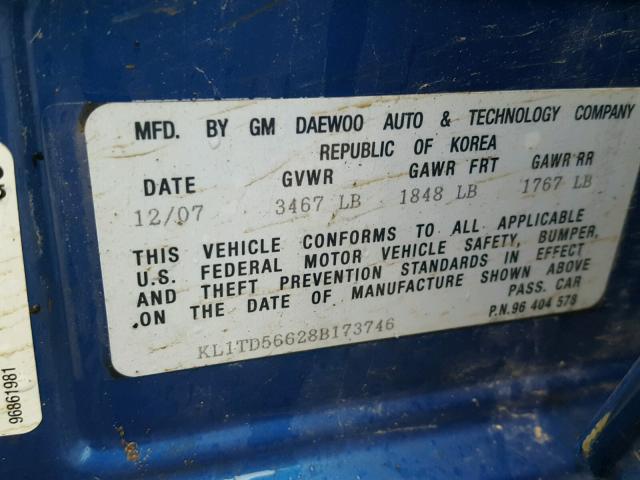 MFD. BY GM DAEWOO AUTO & TECHNOLOGY COMPANY
REPUBLIC OF KOREA
DATE GVWR GAWR FRT GAWR RR
12/07 3467 LB 1848 LB 1767 LB
THIS VEHICLE CONFORMS TO ALL APPLICABLE
U.S. FEDERAL MOTOR VEHICLE SAFETY, BUMPER,
AND THEFT PREVENTION STANDARDS IN EFFECT
ON THE DATE OF MANUFACTURE SHOWN ABOVE
PASS. CAR
P.N.96 404 578
KL1TD56628B173746
96861981